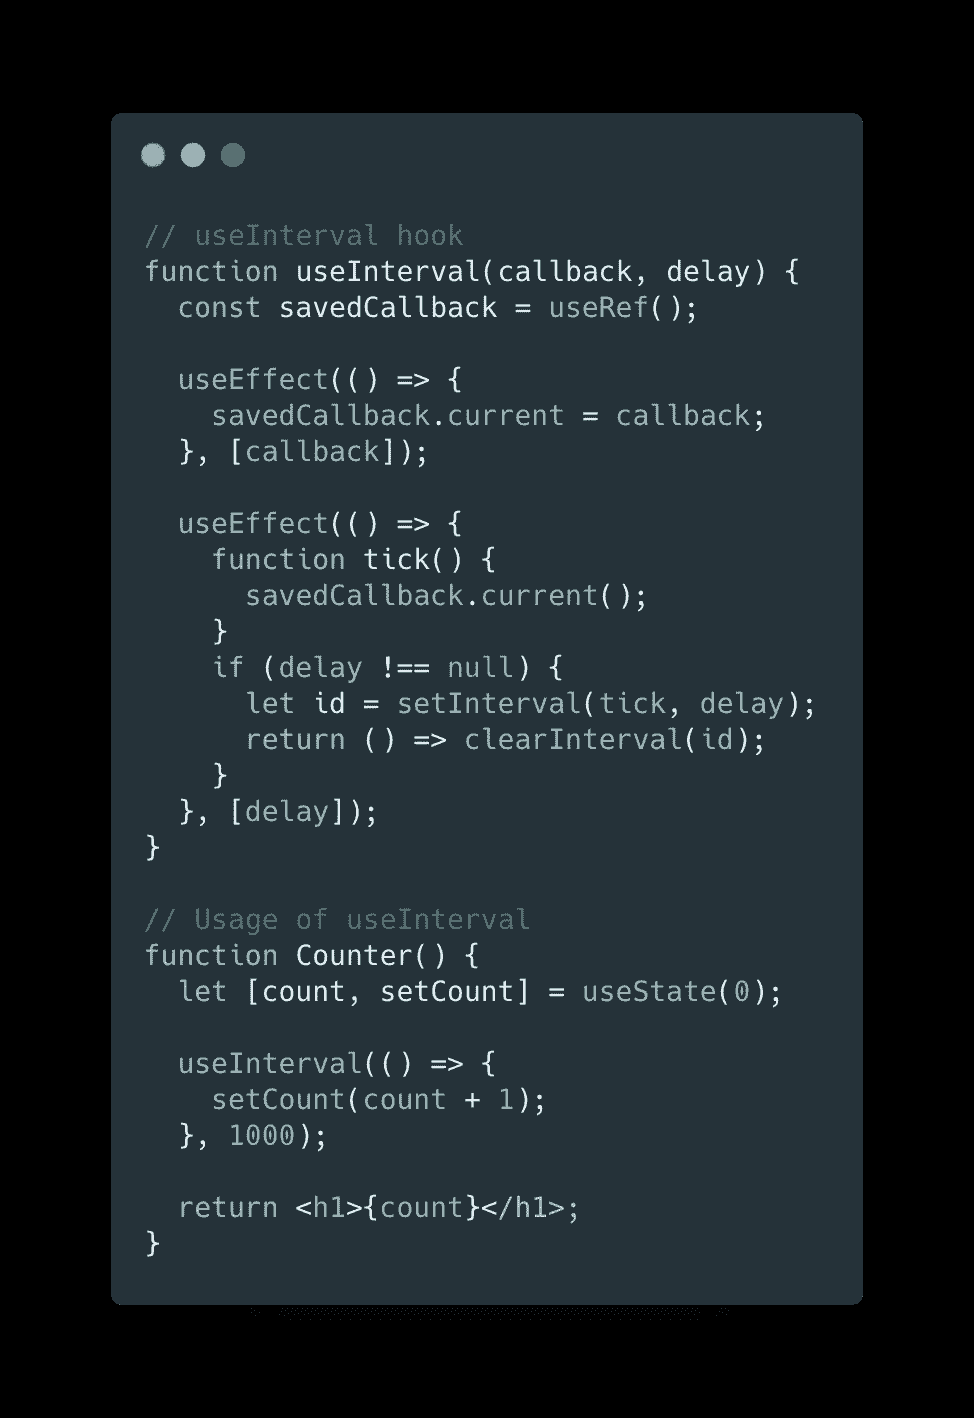 // useInterval hook
function useInterval(callback, delay) {
  const savedCallback = useRef();

  useEffect(() => {
    savedCallback.current = callback;
  }, [callback]);

  useEffect(() => {
    function tick() {
      savedCallback.current();
    }
    if (delay !== null) {
      let id = setInterval(tick, delay);
      return () => clearInterval(id);
    }
  }, [delay]);
}

// Usage of useInterval
function Counter() {
  let [count, setCount] = useState(0);

  useInterval(() => {
    setCount(count + 1);
  }, 1000);

  return <h1>{count}</h1>;
}